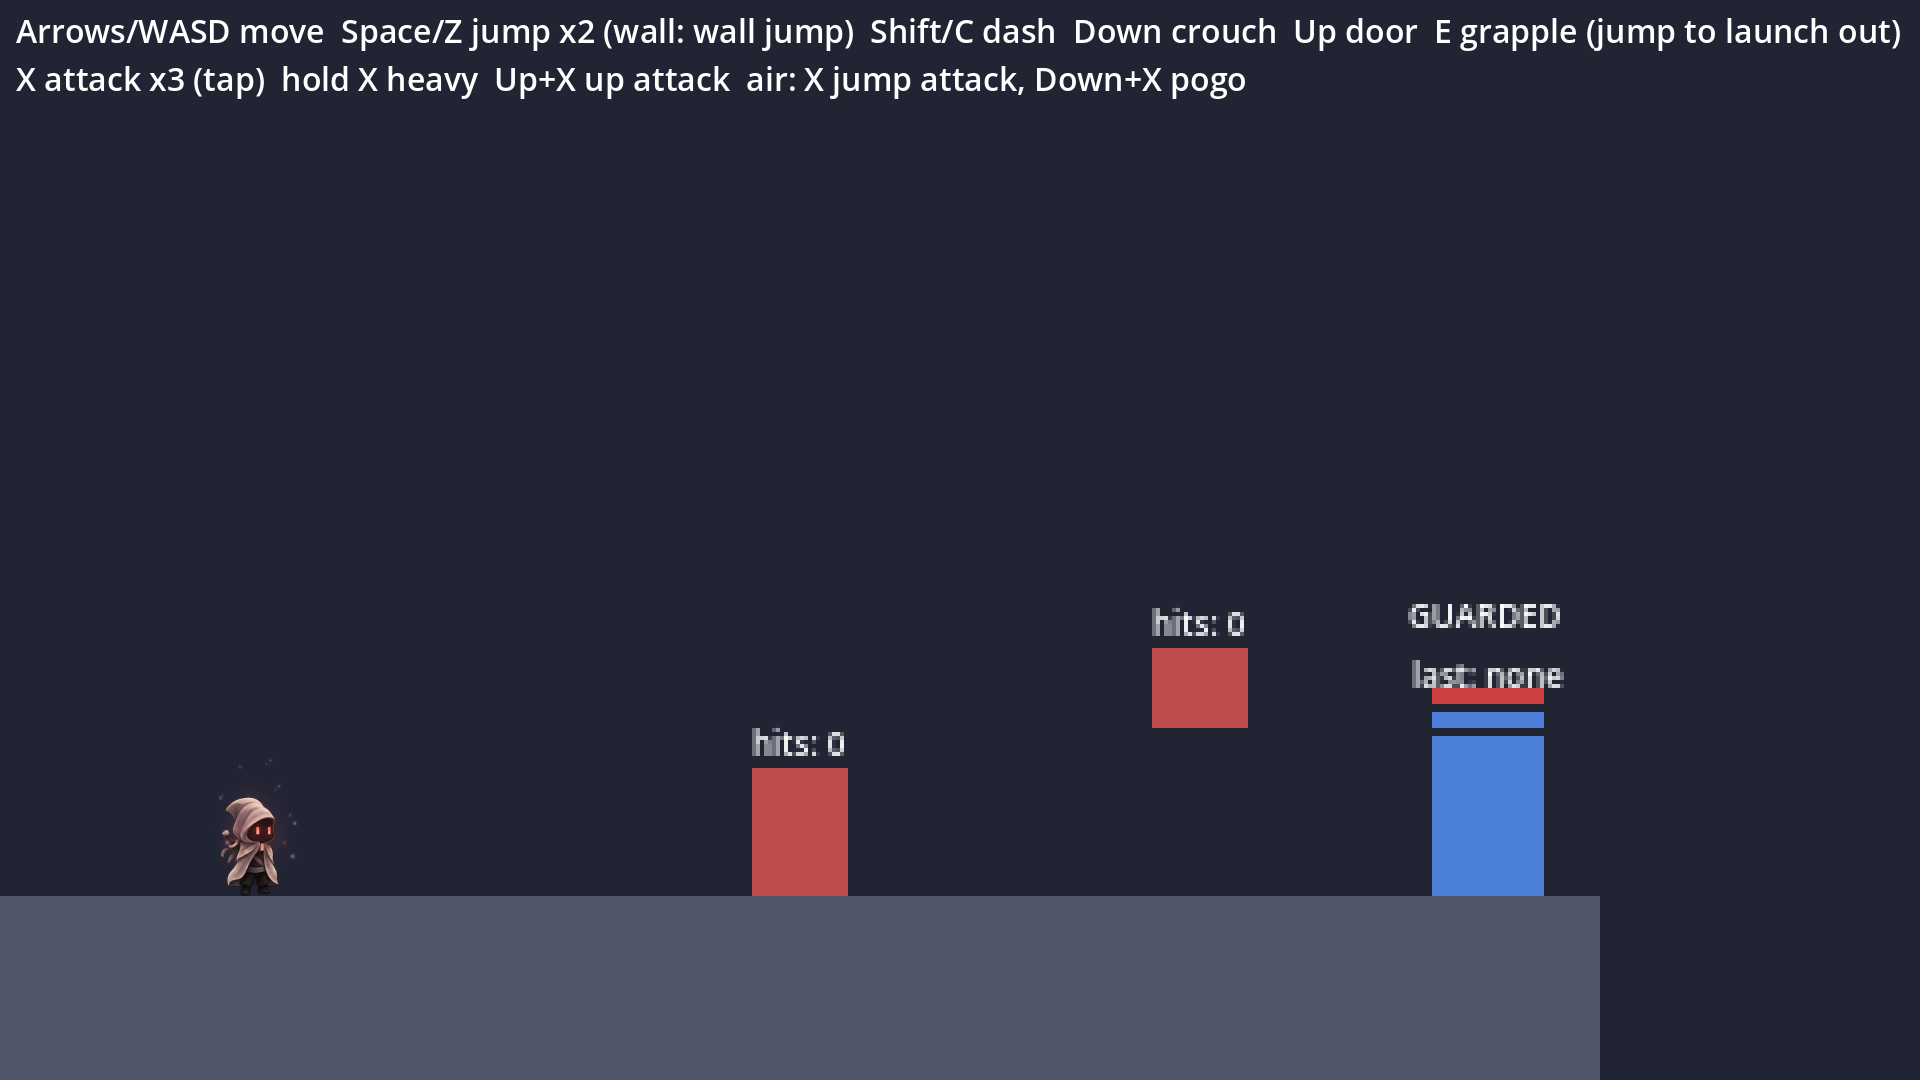 Arrows/WASD move  Space/Z jump x2 (wall: wall jump)  Shift/C dash  Down crouch  Up door  E grapple (jump to launch out)
X attack x3 (tap)  hold X heavy  Up+X up attack  air: X jump attack, Down+X pogo
hits: 0
GUARDED
last: none
hits: 0